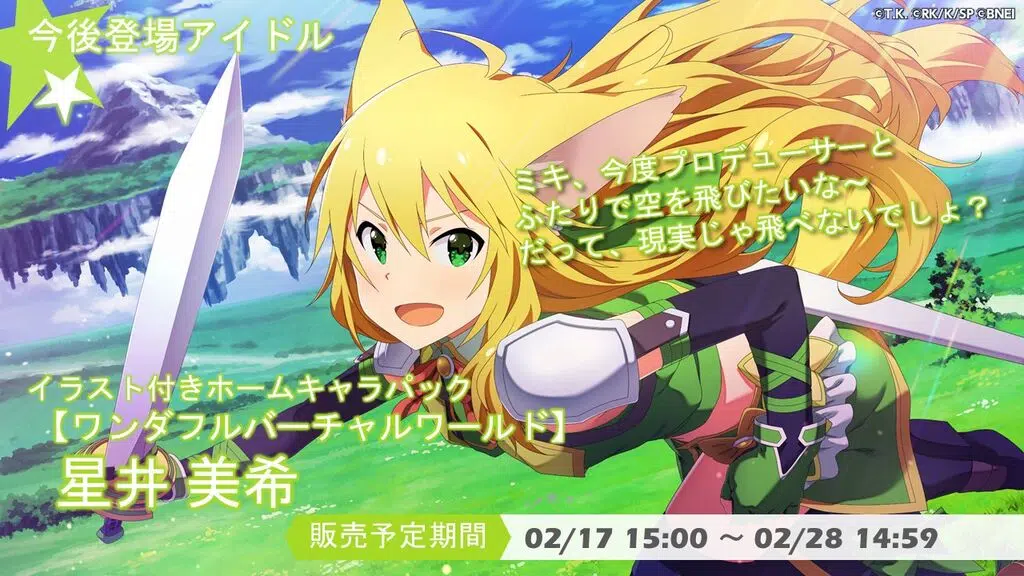 ©T.K. ©RK/K/SP ©BNEI
今後登場アイドル
ミキ、今度プロデューサーと
ふたりで空を飛びたいな～
だって、現実じゃ飛べないでしょ？
イラスト付きホームキャラパック
【ワンダフルバーチャルワールド】
星井 美希
販売予定期間 02/17 15:00 ～ 02/28 14:59